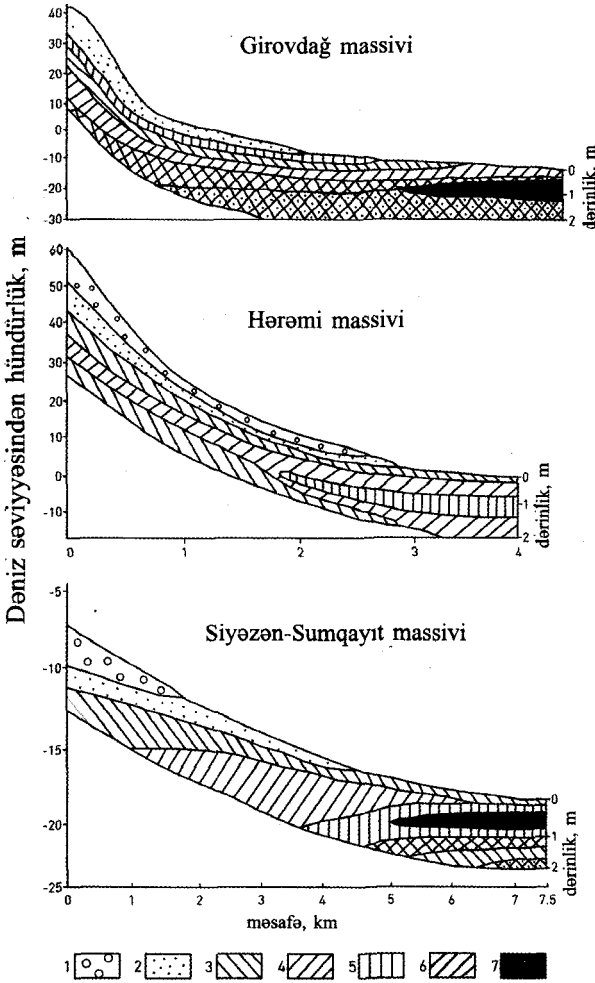 Dəniz səviyyəsindən hündürlük, m
Girovdağ massivi
40
30
20
10
0
-10
-20
-30
0
1
2
dərinlik, m
Hərəmi massivi
60
50
40
30
20
10
0
-10
0
1
2
dərinlik, m
0 1 2 3 4
Siyəzən-Sumqayıt massivi
-5
-10
-15
-20
-25
0
1
2
dərinlik, m
0 1 2 3 4 5 6 7 7.5
məsafə, km
1 2 3 4 5 6 7